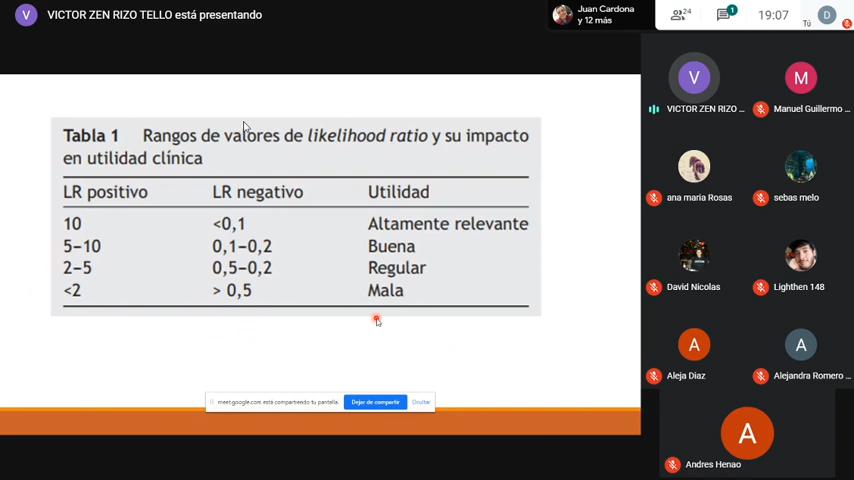 V VICTOR ZEN RIZO TELLO está presentando
Juan Cardona
y 12 más
24
1
19:07
Tú
D
Tabla 1 Rangos de valores de likelihood ratio y su impacto
en utilidad clínica
LR positivo LR negativo Utilidad
10 <0,1 Altamente relevante
5-10 0,1-0,2 Buena
2-5 0,5-0,2 Regular
<2 > 0,5 Mala
meet.google.com está compartiendo tu pantalla. Dejar de compartir Ocultar
V
VICTOR ZEN RIZO ...
M
Manuel Guillermo ...
ana maria Rosas
sebas melo
David Nicolas
Lighthen 148
A
Aleja Diaz
A
Alejandra Romero ...
A
Andres Henao